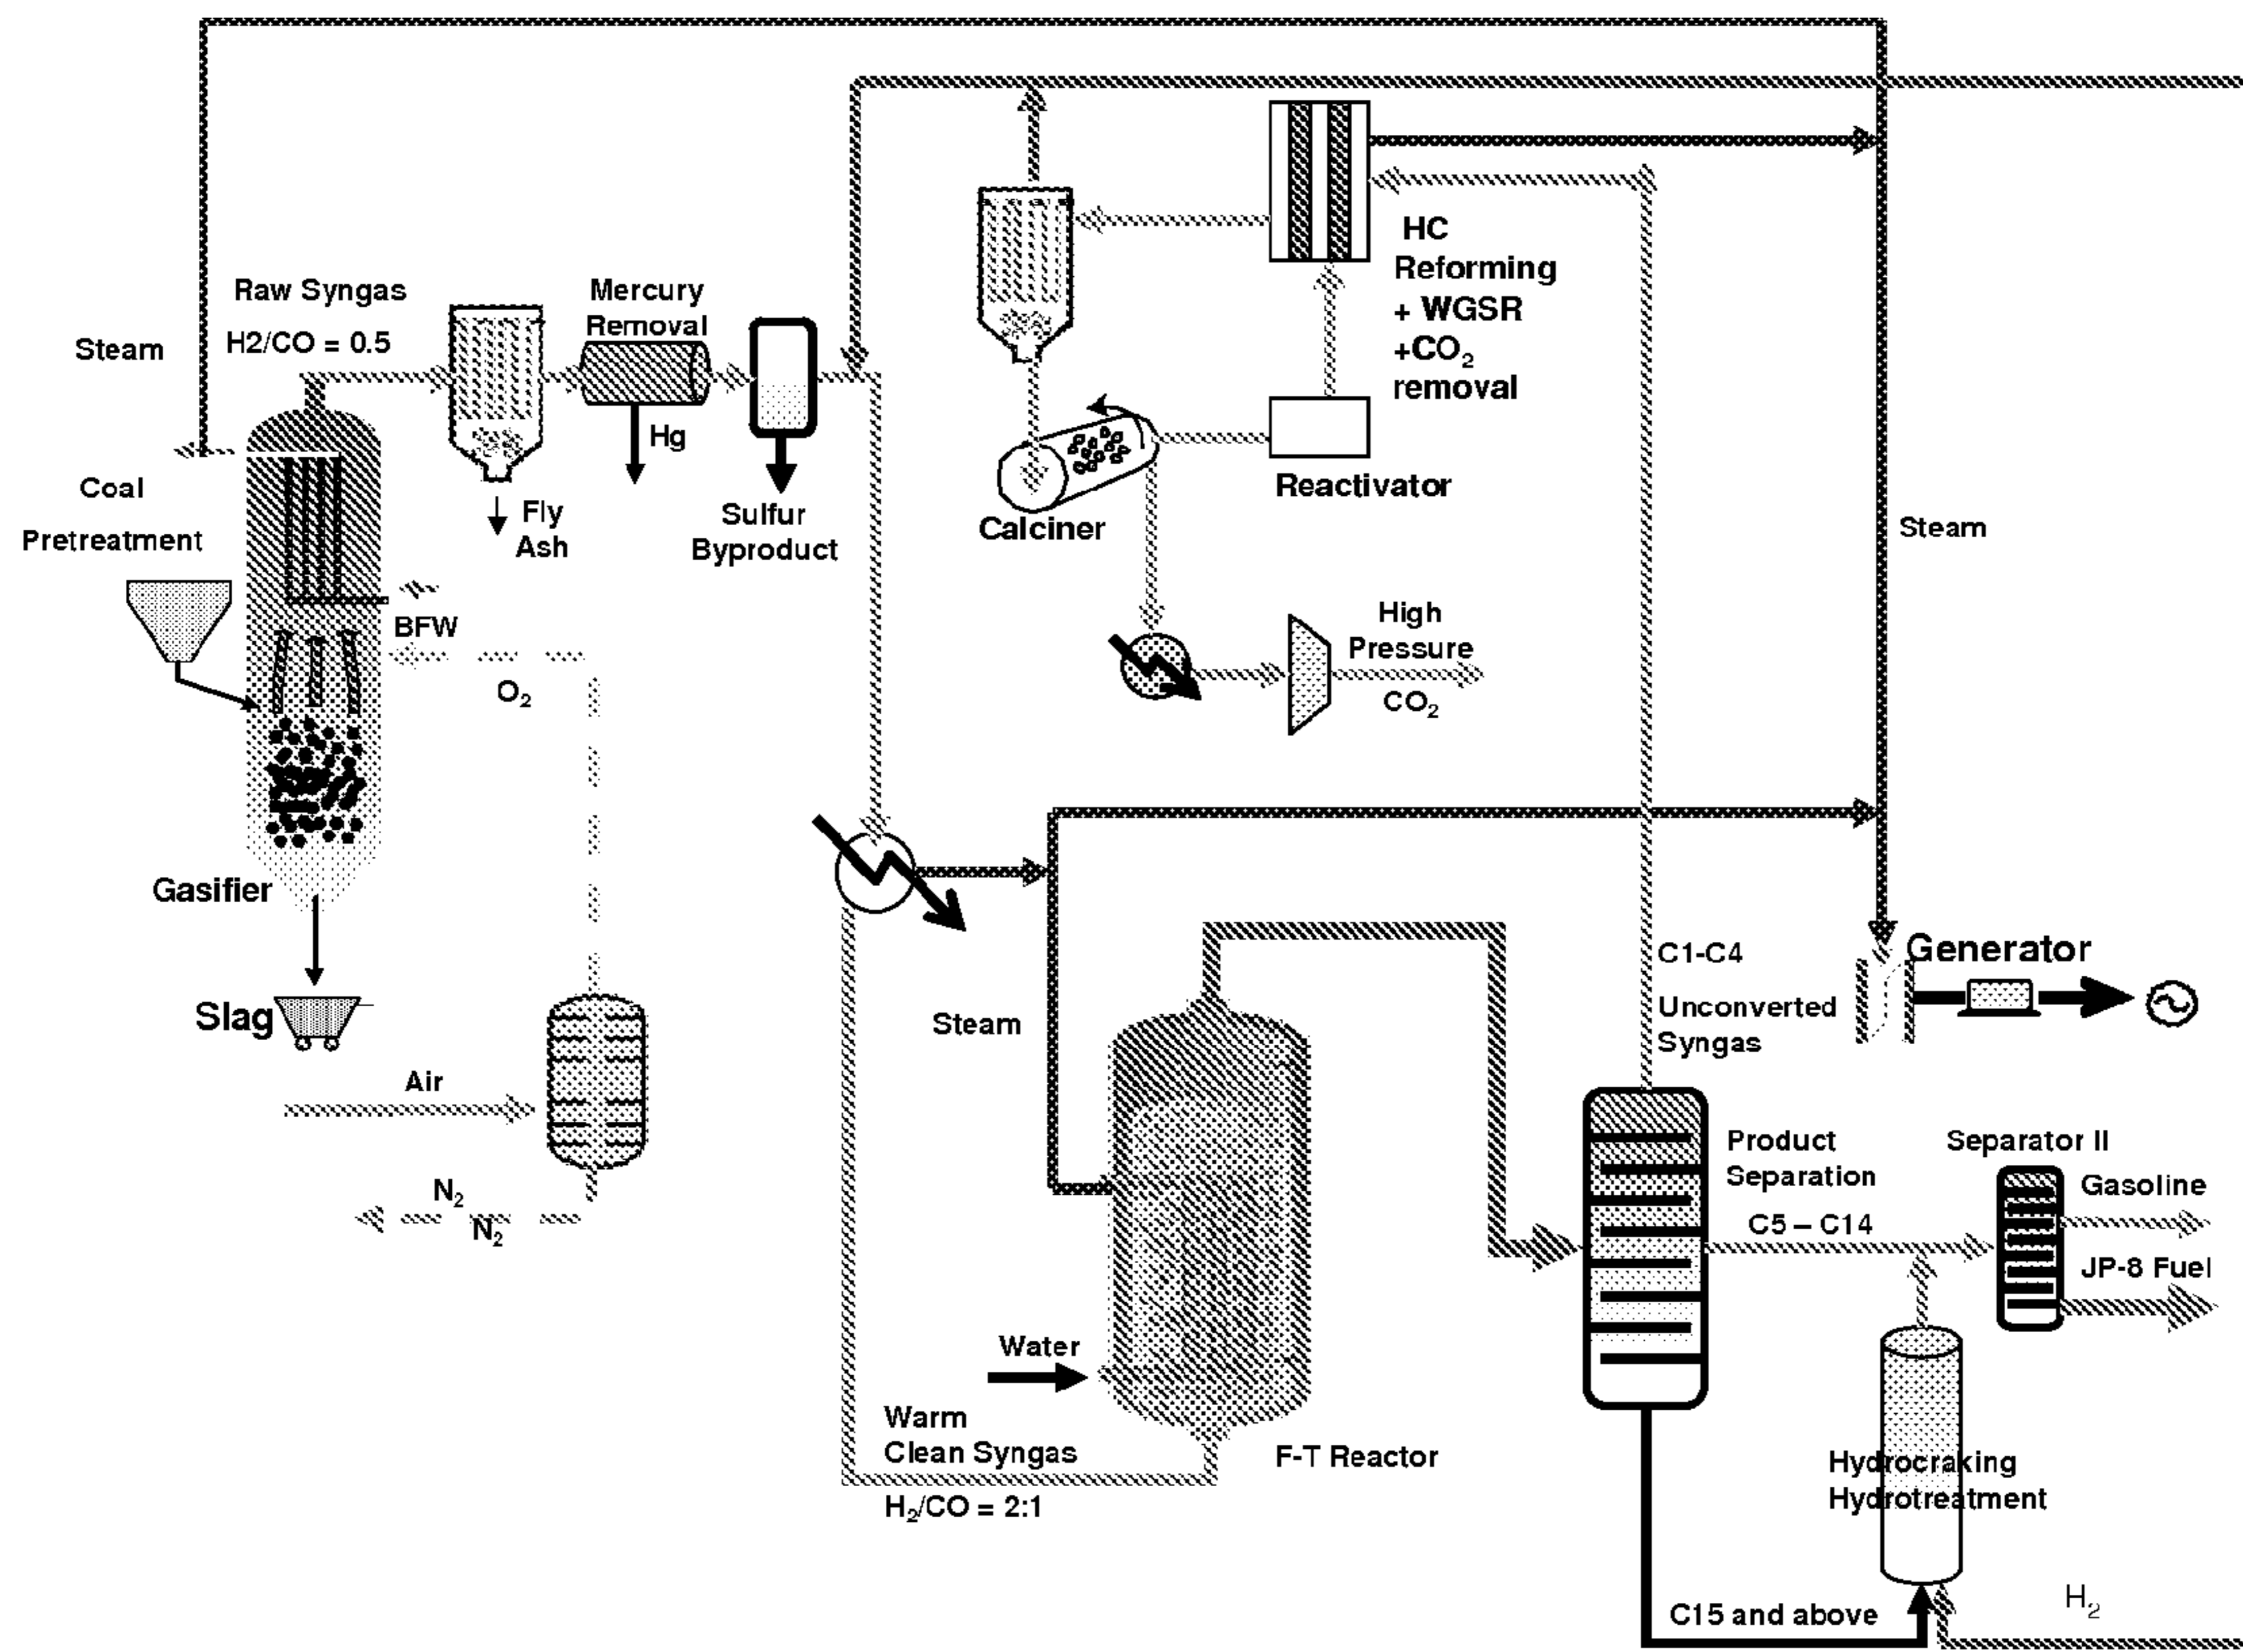 Raw Syngas
H2/CO = 0.5
Steam
Mercury
Removal
Hg
Fly
Ash
Sulfur
Byproduct
Coal
Pretreatment
BFW
O₂
Gasifier
Slag
Air
N₂
N₂
HC
Reforming
+ WGSR
+CO₂
removal
Reactivator
Calciner
High
Pressure
CO₂
Steam
Generator
C1-C4
Unconverted
Syngas
Steam
Water
Warm
Clean Syngas
H₂/CO = 2:1
F-T Reactor
Product
Separation
C5 – C14
Separator II
Gasoline
JP-8 Fuel
Hydrocraking
Hydrotreatment
C15 and above
H₂